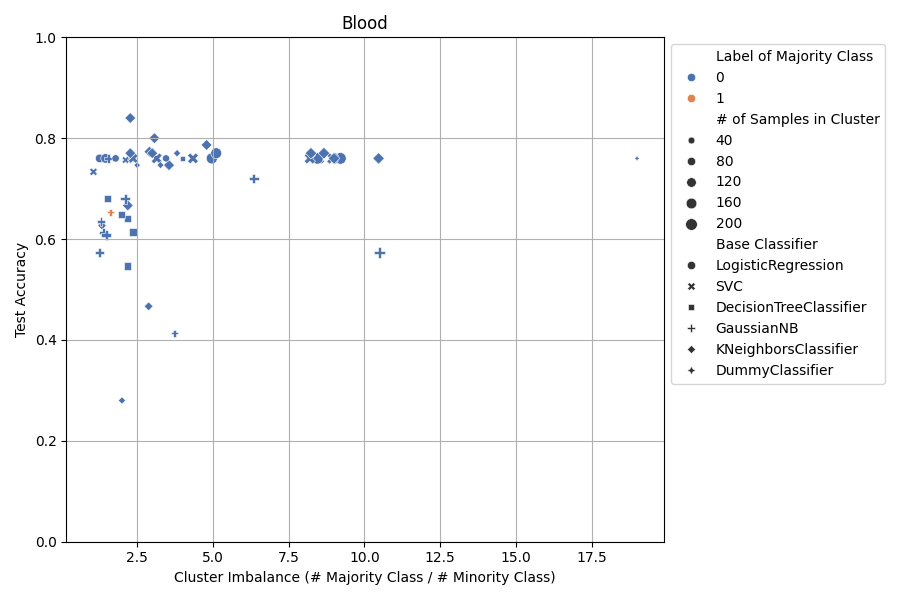 Blood
1.0
0.8
0.6
0.4
0.2
0.0
Test Accuracy
2.5 5.0 7.5 10.0 12.5 15.0 17.5
Cluster Imbalance (# Majority Class / # Minority Class)
Label of Majority Class
0
1
# of Samples in Cluster
40
80
120
160
200
Base Classifier
LogisticRegression
SVC
DecisionTreeClassifier
GaussianNB
KNeighborsClassifier
DummyClassifier